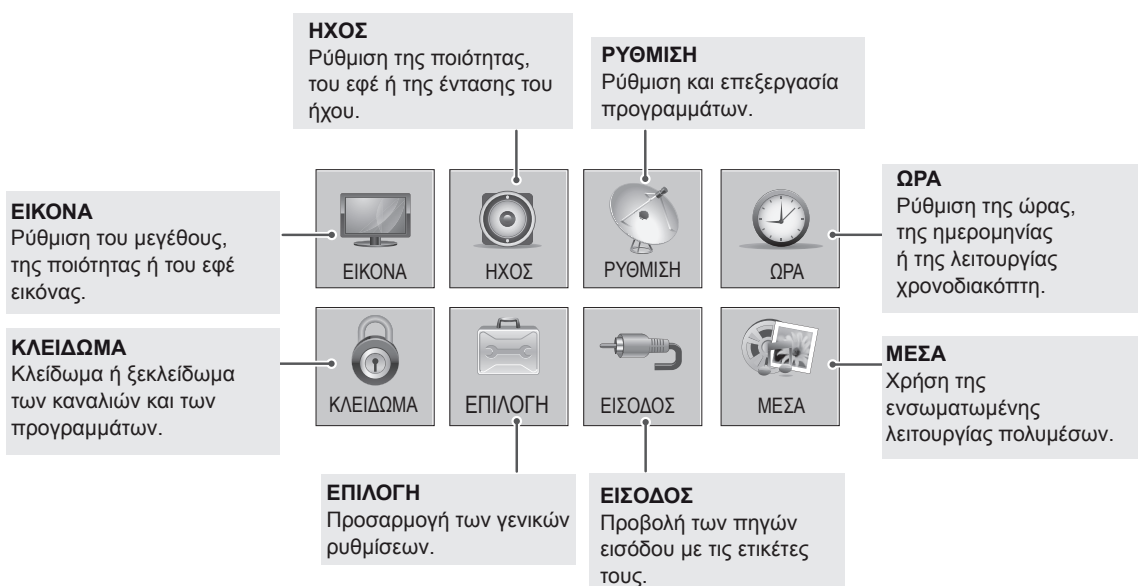 ΗΧΟΣ
Ρύθμιση της ποιότητας,
του εφέ ή της έντασης του
ήχου.
ΡΥΘΜΙΣΗ
Ρύθμιση και επεξεργασία
προγραμμάτων.
ΕΙΚΟΝΑ
Ρύθμιση του μεγέθους,
της ποιότητας ή του εφέ
εικόνας.
ΕΙΚΟΝΑ
ΗΧΟΣ
ΡΥΘΜΙΣΗ
ΩΡΑ
ΩΡΑ
Ρύθμιση της ώρας,
της ημερομηνίας
ή της λειτουργίας
χρονοδιακόπτη.
ΚΛΕΙΔΩΜΑ
Κλείδωμα ή ξεκλείδωμα
των καναλιών και των
προγραμμάτων.
ΚΛΕΙΔΩΜΑ
ΕΠΙΛΟΓΗ
ΕΙΣΟΔΟΣ
ΜΕΣΑ
ΜΕΣΑ
Χρήση της
ενσωματωμένης
λειτουργίας πολυμέσων.
ΕΠΙΛΟΓΗ
Προσαρμογή των γενικών
ρυθμίσεων.
ΕΙΣΟΔΟΣ
Προβολή των πηγών
εισόδου με τις ετικέτες
τους.